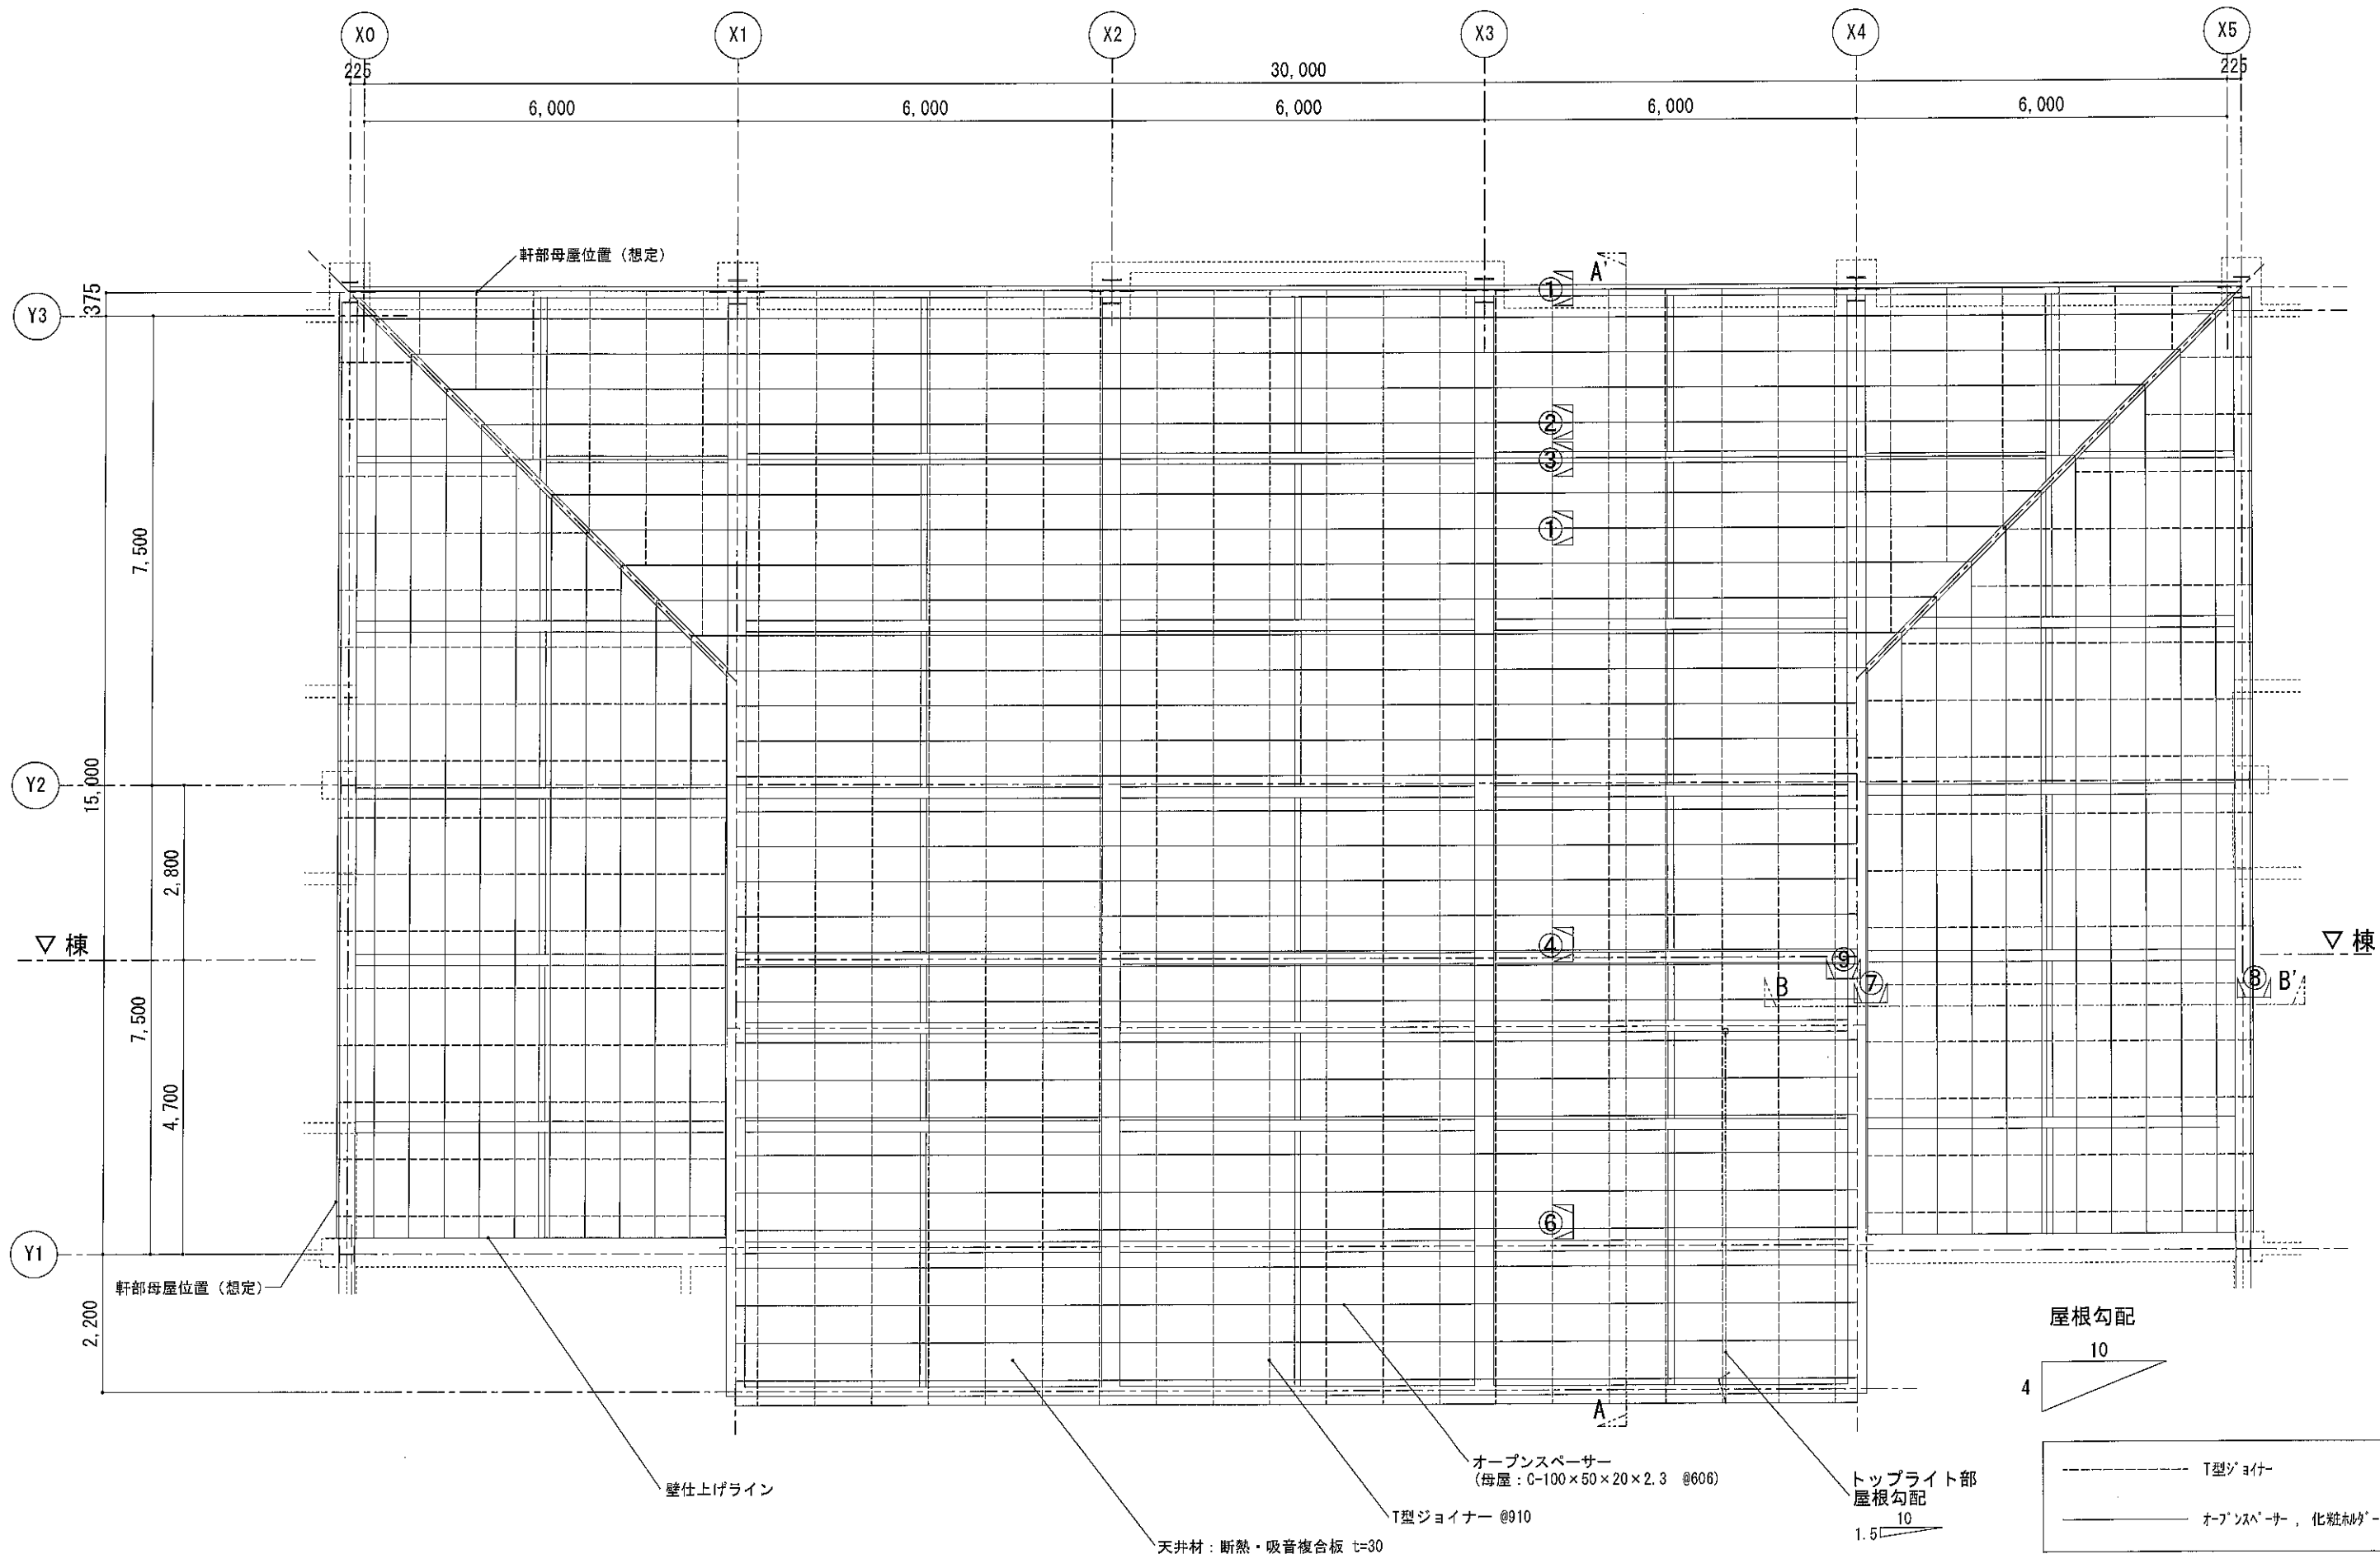 X0 X1 X2 X3 X4 X5
225 30,000 225
6,000 6,000 6,000 6,000 6,000
軒部母屋位置（想定）
A'
①
375
Y3
②
③
7,500
①
Y2
15,000
2,800
▽ 棟
④
⑨
▽ 棟
B ⑦ ⑧ B'
7,500
4,700
⑥
Y1
軒部母屋位置（想定）
2,200
屋根勾配
10
4
A
オープンスペーサー
（母屋：C-100×50×20×2.3 @606）
トップライト部
屋根勾配
10
1.5
T型ｼﾞｮｲﾅｰ
壁仕上げライン
T型ジョイナー @910
ｵｰﾌﾟﾝｽﾍﾟｰｻｰ , 化粧ﾎﾙﾀﾞｰ
天井材：断熱・吸音複合板 t=30